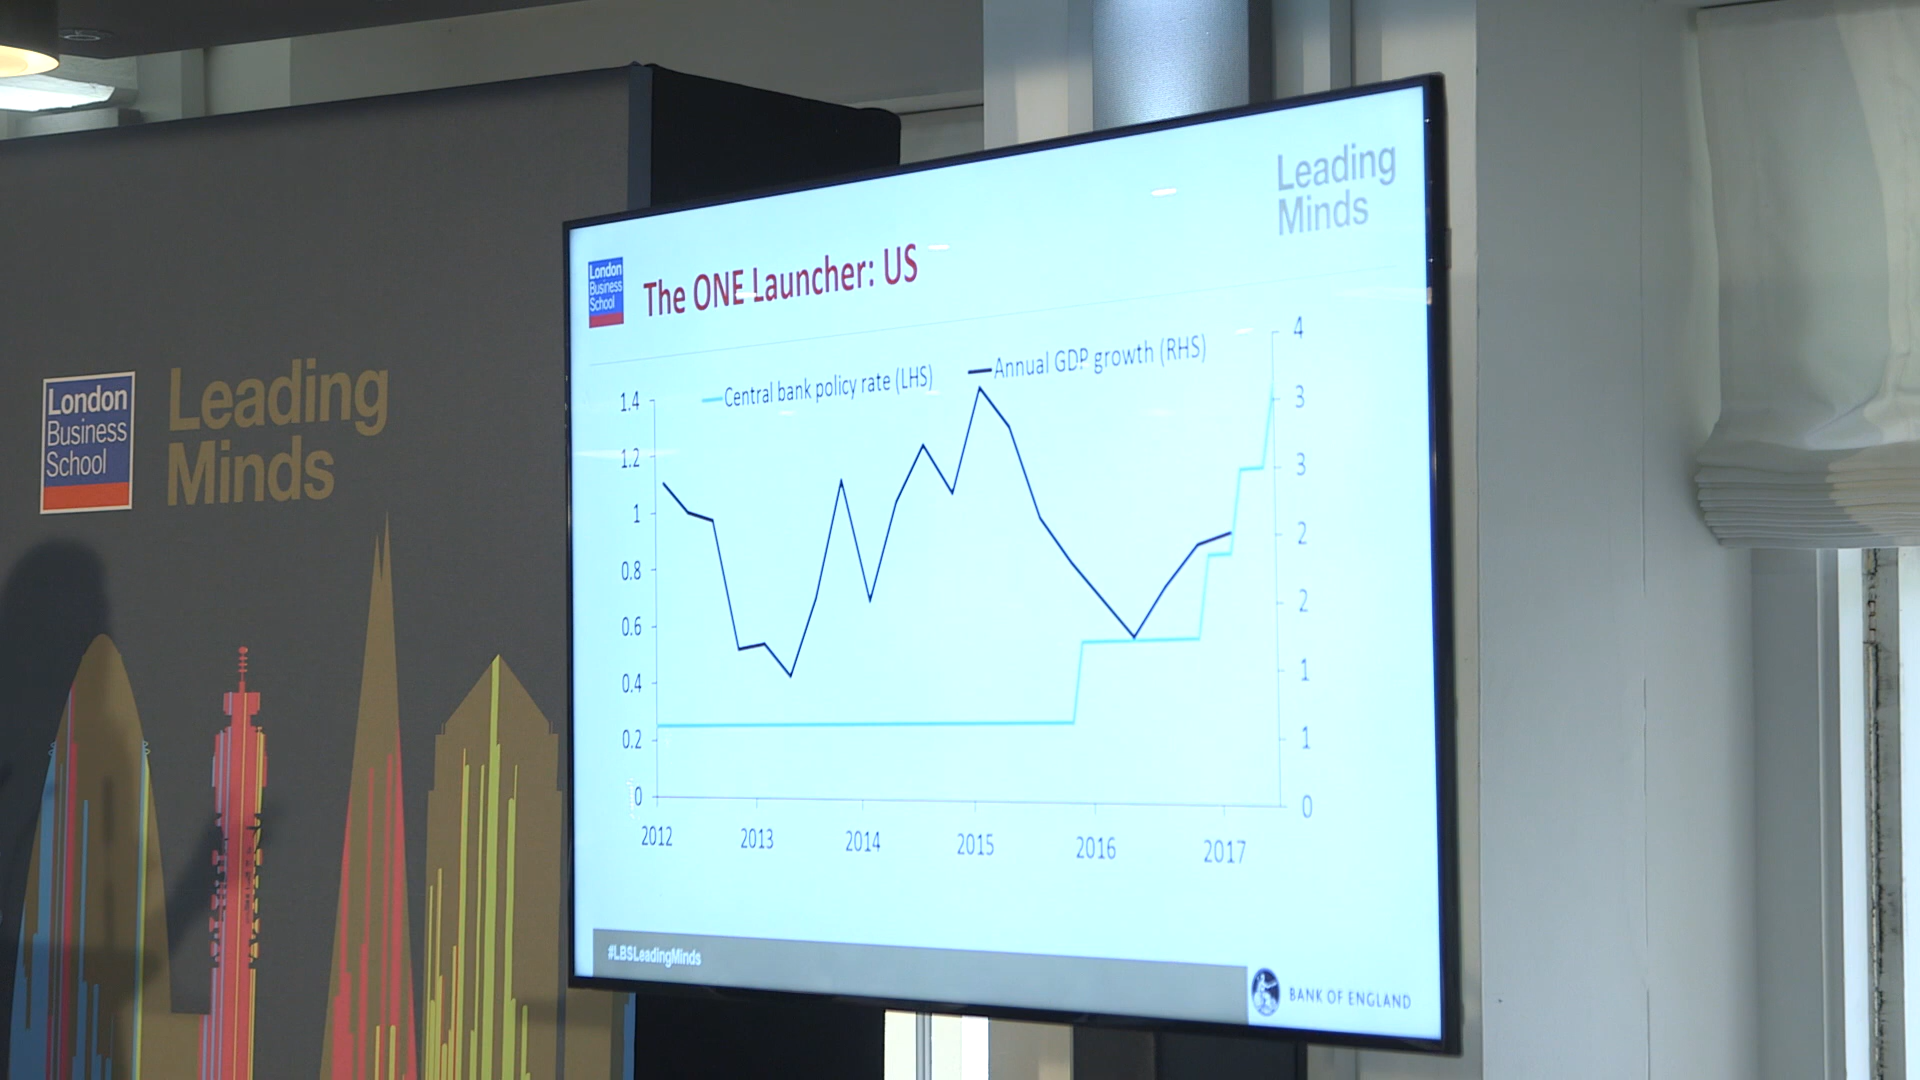 London
Business
School
Leading
Minds
London
Business
School
The ONE Launcher: US
Leading
Minds
Central bank policy rate (LHS)
Annual GDP growth (RHS)
1.4
1.2
1
0.8
0.6
0.4
0.2
0
4
3
3
2
2
1
1
0
2012
2013
2014
2015
2016
2017
#LBSLeadingMinds
BANK OF ENGLAND